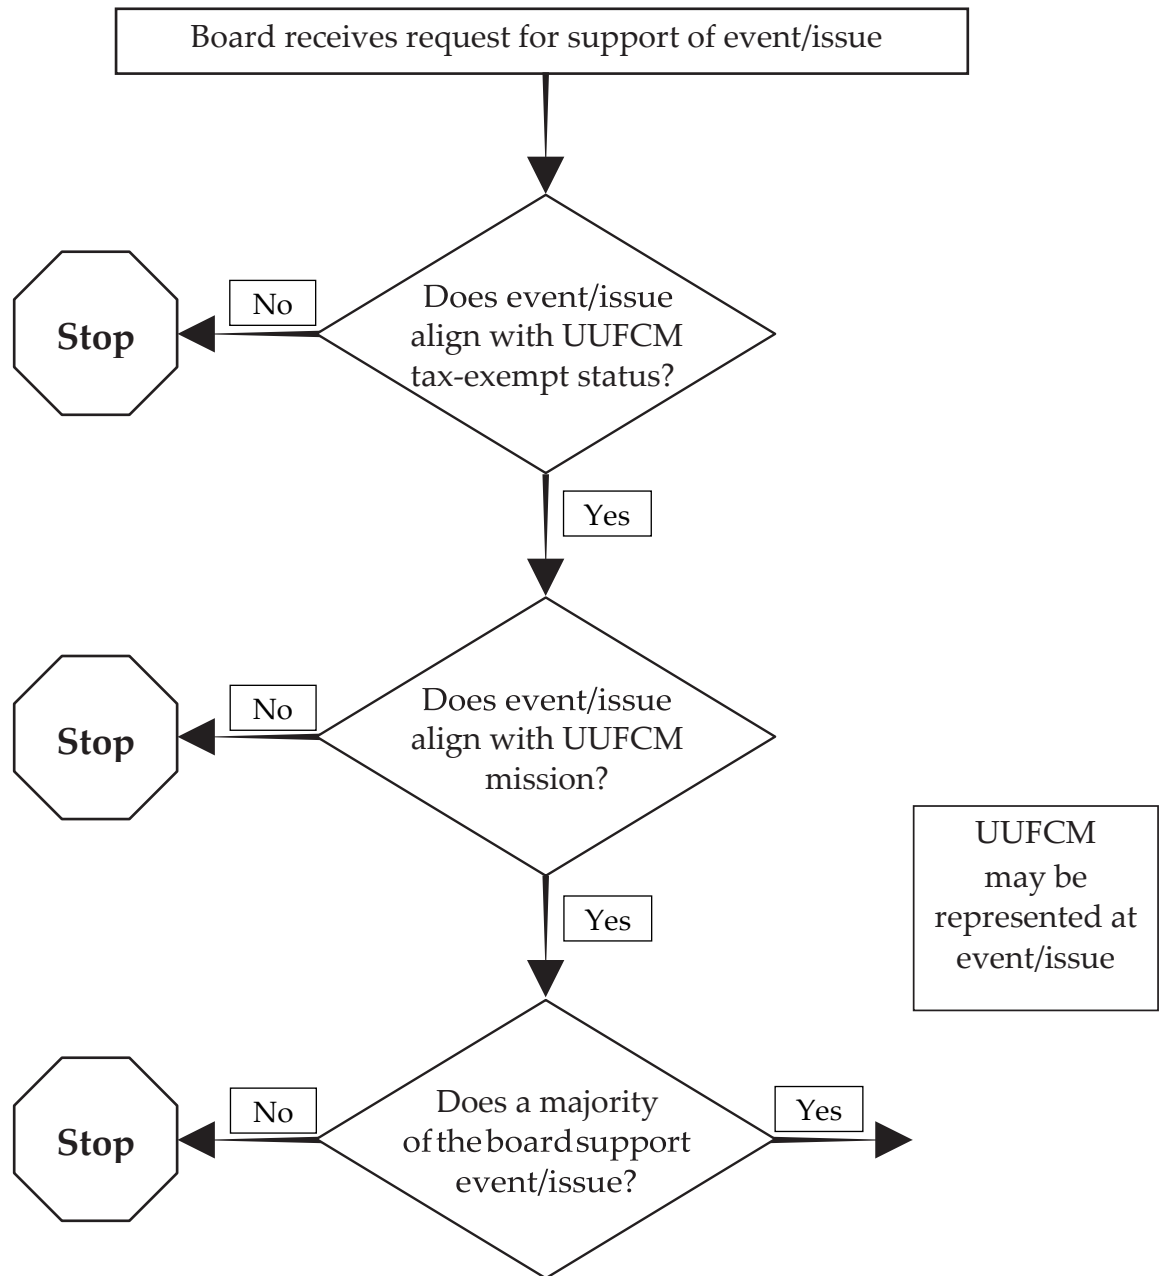 Board receives request for support of event/issue
Does event/issue
align with UUFCM
tax-exempt status?
No
Stop
Yes
Does event/issue
align with UUFCM
mission?
No
Stop
Yes
UUFCM
may be
represented at
event/issue
Does a majority
of the board support
event/issue?
No
Stop
Yes